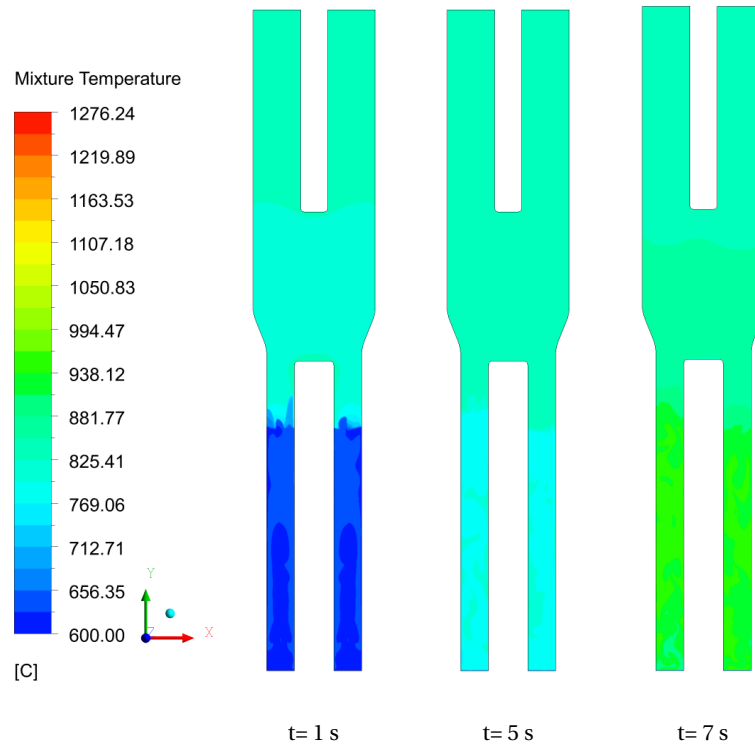 Mixture Temperature
1276.24
1219.89
1163.53
1107.18
1050.83
994.47
938.12
881.77
825.41
769.06
712.71
656.35
600.00
[C]
Y
Z
X
t= 1 s
t= 5 s
t= 7 s